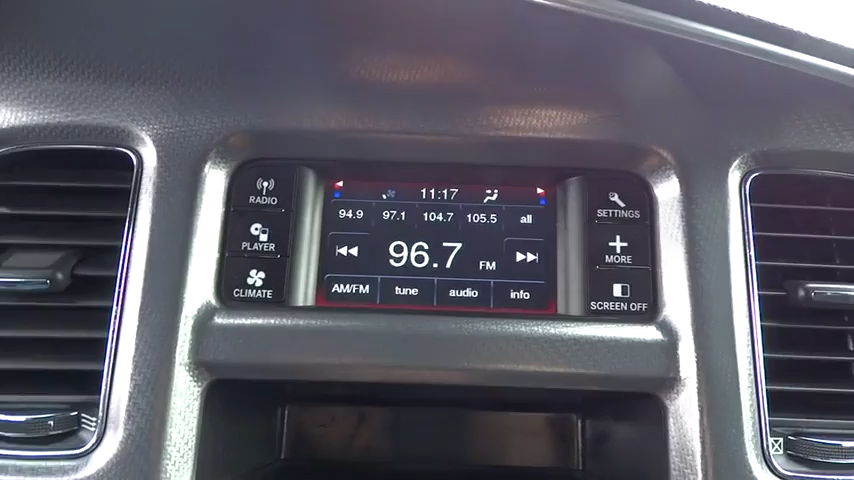 RADIO
PLAYER
CLIMATE
11:17
94.9 97.1 104.7 105.5 all
96.7 FM
AM/FM tune audio info
SETTINGS
MORE
SCREEN OFF